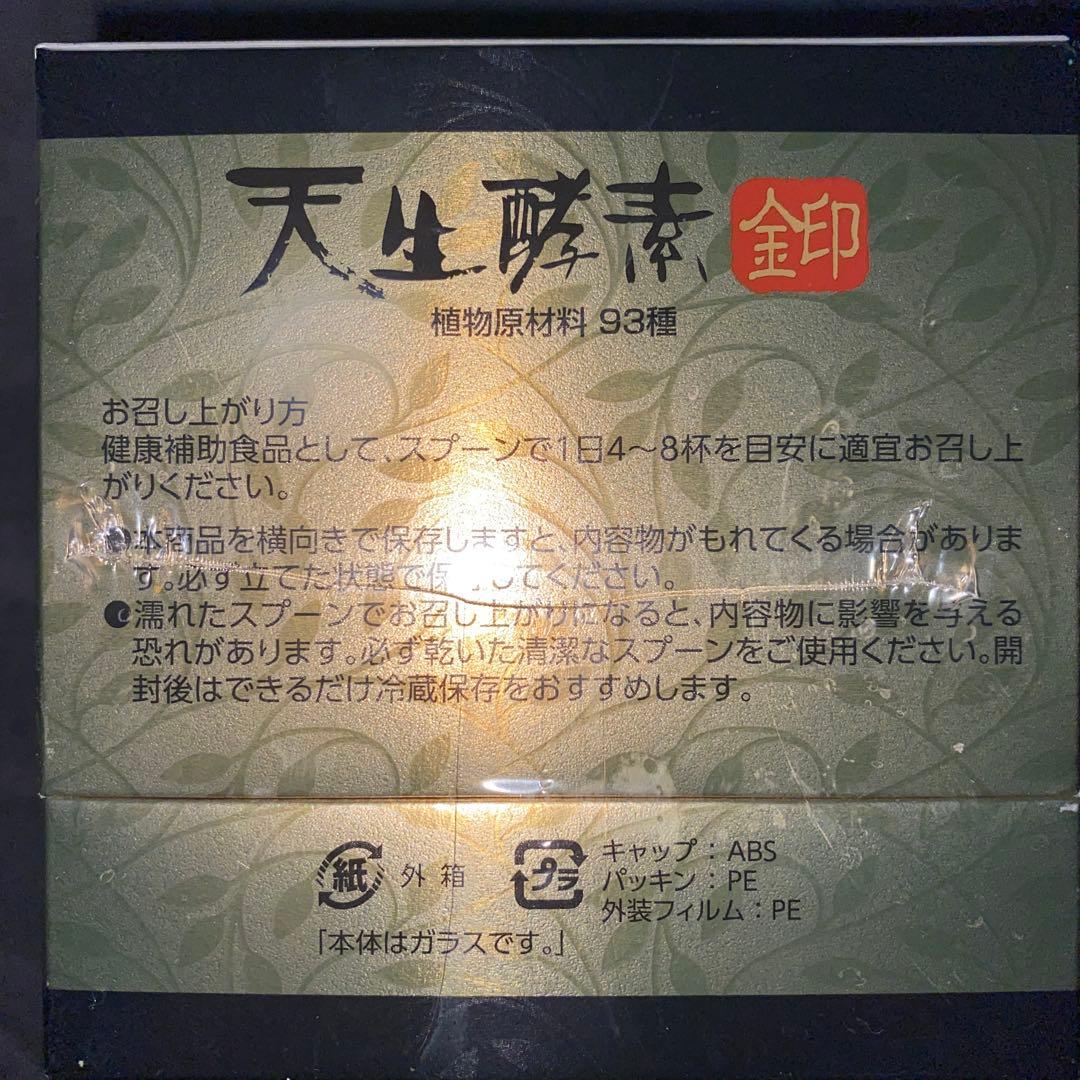 天生酵素 金印
植物原材料 93種
お召し上がり方
健康補助食品として、スプーンで1日4〜8杯を目安に適宜お召し上
がりください。
●本商品を横向きで保存しますと、内容物がもれてくる場合がありま
す。必ず立てた状態で保 してください。
●濡れたスプーンでお召し上がりになると、内容物に影響を与える
恐れがあります。必ず乾いた清潔なスプーンをご使用ください。開
封後はできるだけ冷蔵保存をおすすめします。
紙 外箱
プラ キャップ：ABS
パッキン：PE
外装フィルム：PE
「本体はガラスです。」